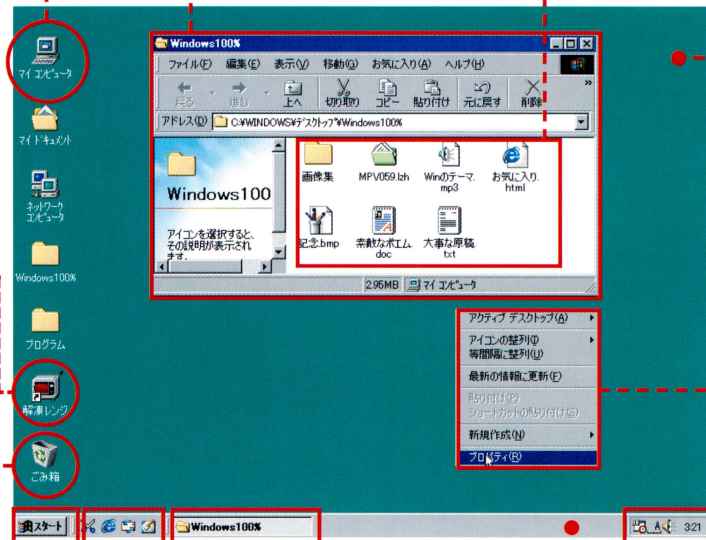 マイ コンピュータ
マイ ドキュメント
ネットワーク
コンピュータ
Windows100%
プログラム
解凍レンジ
ごみ箱
Windows100%
ファイル(F) 編集(E) 表示(V) 移動(G) お気に入り(A) ヘルプ(H)
戻る 進む 上へ 切り取り コピー 貼り付け 元に戻す 削除 »
アドレス(D) C:¥WINDOWS¥デスクトップ¥Windows100%
Windows100
アイコンを選択すると、
その説明が表示され
ます。
画像集
MPV059.lzh
Winのテーマ.
mp3
お気に入り.
html
記念.bmp
素敵なポエム.
doc
大事な原稿.
txt
2.95MB マイ コンピュータ
アクティブ デスクトップ(A)
アイコンの整列(I)
等間隔に整列(U)
最新の情報に更新(E)
貼り付け(P)
ショートカットの貼り付け(S)
新規作成(N)
プロパティ(R)
スタート
Windows100%
A
3:21